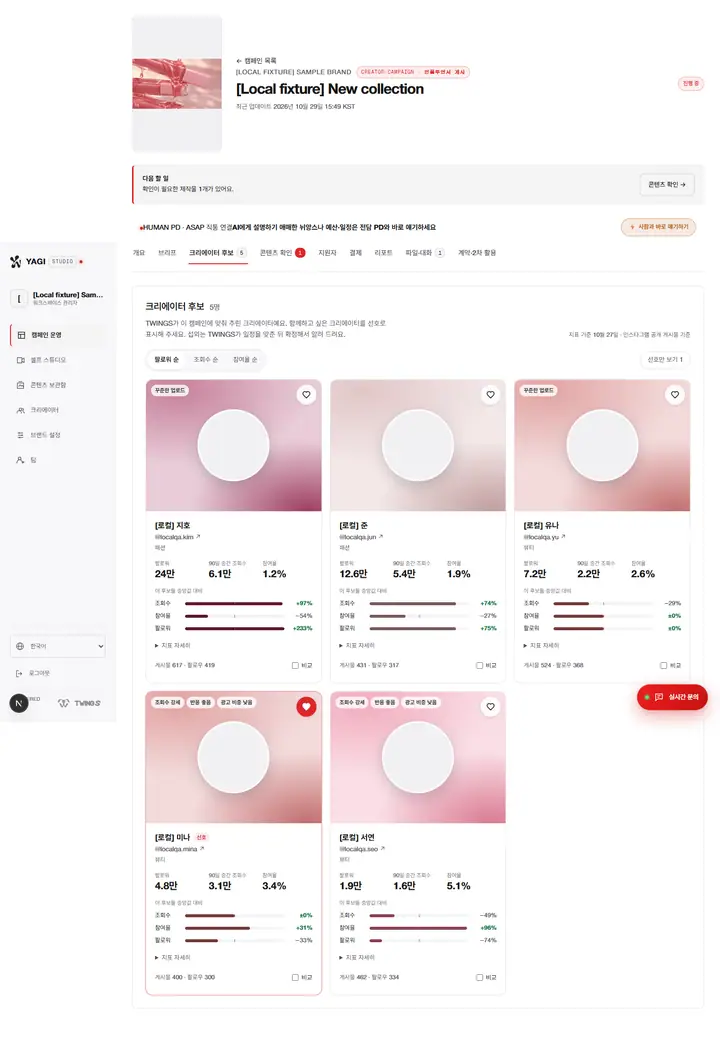 ← 캠페인 목록
[LOCAL FIXTURE] SAMPLE BRAND
CREATOR CAMPAIGN · 인플루언서 게시
[Local fixture] New collection
최근 업데이트 2026년 10월 29일 15:49 KST
진행 중
다음 할 일
확인이 필요한 제작물 1개가 있어요.
콘텐츠 확인 →
HUMAN PD · ASAP 직통 연결AI에게 설명하기 애매한 뉘앙스나 예산·일정은 전담 PD와 바로 얘기하세요
사람과 바로 얘기하기
개요 브리프 크리에이터 후보 5 콘텐츠 확인 1 지원자 결제 리포트 파일·대화 1 계약·2차 활용
YAGI STUDIO
[ [Local fixture] Sam...
워크스페이스 관리자
캠페인 운영
셀프 스튜디오
콘텐츠 보관함
크리에이터
브랜드 설정
팀
한국어
로그아웃
N
TWINGS
크리에이터 후보 5명
TWINGS가 이 캠페인에 맞춰 추린 크리에이터예요. 함께하고 싶은 크리에이터를 선호로
표시해 주세요. 섭외는 TWINGS가 일정을 맞춘 뒤 확정해서 알려 드려요.
지표 기준 10월 27일 · 인스타그램 공개 게시물 기준
팔로워 순 조회수 순 참여율 순
선호만 보기 1
꾸준한 업로드
[로컬] 지호
@localqa.kim ↗
패션
팔로워 90일 중간 조회수 참여율
24만 6.1만 1.2%
이 후보들 중앙값 대비
조회수 +97%
참여율 −54%
팔로워 +233%
▶ 지표 자세히
게시물 617 · 팔로우 419
비교
[로컬] 준
@localqa.jun ↗
패션
팔로워 90일 중간 조회수 참여율
12.6만 5.4만 1.9%
이 후보들 중앙값 대비
조회수 +74%
참여율 −27%
팔로워 +75%
▶ 지표 자세히
게시물 431 · 팔로우 317
비교
꾸준한 업로드
[로컬] 유나
@localqa.yu ↗
뷰티
팔로워 90일 중간 조회수 참여율
7.2만 2.2만 2.6%
이 후보들 중앙값 대비
조회수 −29%
참여율 ±0%
팔로워 ±0%
▶ 지표 자세히
게시물 524 · 팔로우 368
비교
실시간 문의
조회수 강세 반응 좋음 광고 비중 낮음
[로컬] 미나 선호
@localqa.mina ↗
뷰티
팔로워 90일 중간 조회수 참여율
4.8만 3.1만 3.4%
이 후보들 중앙값 대비
조회수 ±0%
참여율 +31%
팔로워 −33%
▶ 지표 자세히
게시물 400 · 팔로우 300
비교
조회수 강세 반응 좋음 광고 비중 낮음
[로컬] 서연
@localqa.seo ↗
뷰티
팔로워 90일 중간 조회수 참여율
1.9만 1.6만 5.1%
이 후보들 중앙값 대비
조회수 −49%
참여율 +96%
팔로워 −74%
▶ 지표 자세히
게시물 462 · 팔로우 334
비교